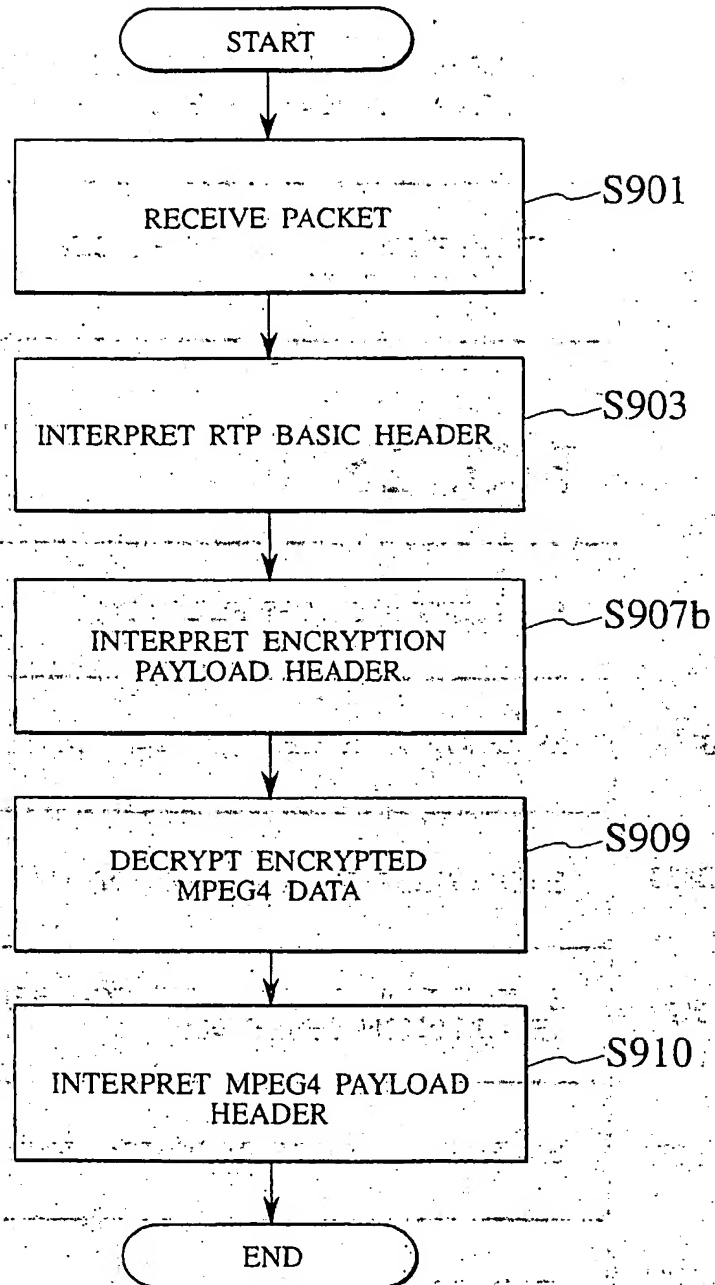 START
RECEIVE PACKET
S901
INTERPRET RTP BASIC HEADER
S903
INTERPRET ENCRYPTION
PAYLOAD HEADER
S907b
DECRYPT ENCRYPTED
MPEG4 DATA
S909
INTERPRET MPEG4 PAYLOAD
HEADER
S910
END